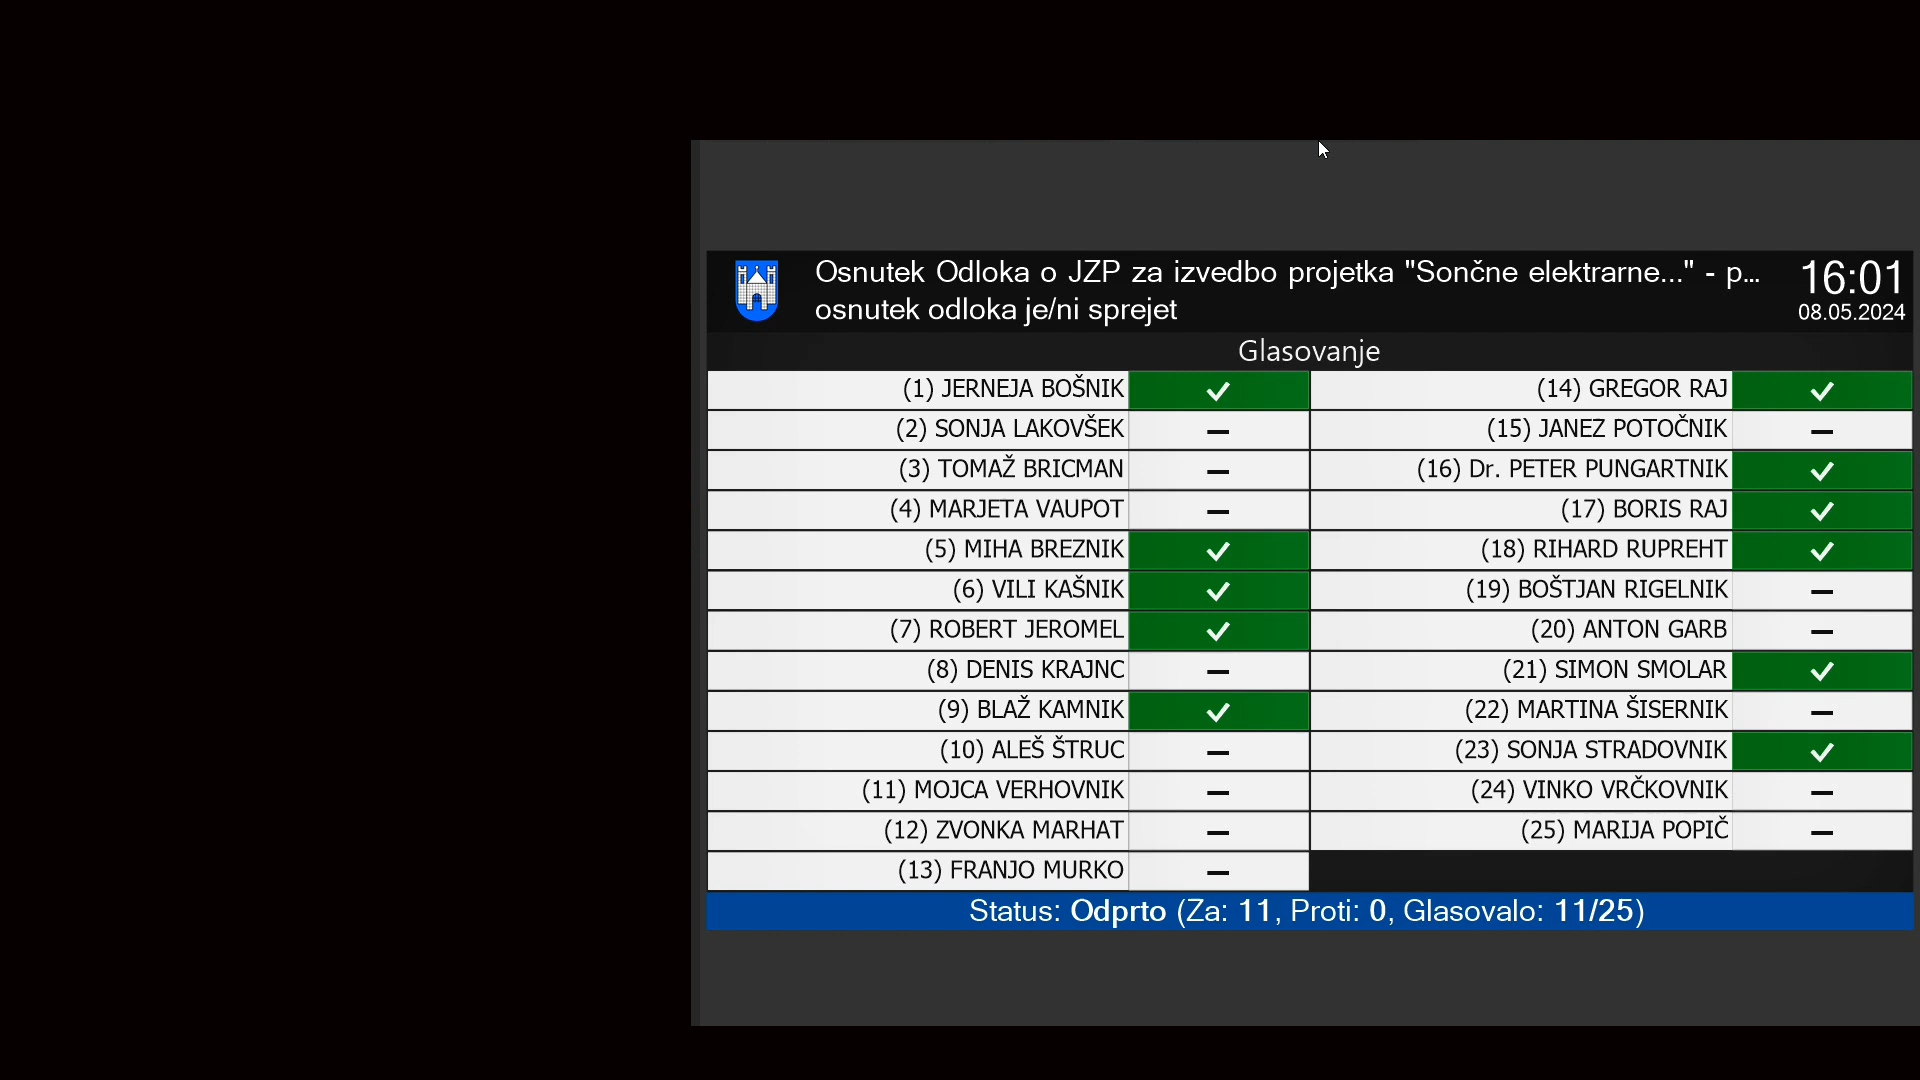 Osnutek Odloka o JZP za izvedbo projetka "Sončne elektrarne..." - p...
osnutek odloka je/ni sprejet
16:01
08.05.2024
Glasovanje
(1) JERNEJA BOŠNIK
(2) SONJA LAKOVŠEK
(3) TOMAŽ BRICMAN
(4) MARJETA VAUPOT
(5) MIHA BREZNIK
(6) VILI KAŠNIK
(7) ROBERT JEROMEL
(8) DENIS KRAJNC
(9) BLAŽ KAMNIK
(10) ALEŠ ŠTRUC
(11) MOJCA VERHOVNIK
(12) ZVONKA MARHAT
(13) FRANJO MURKO
(14) GREGOR RAJ
(15) JANEZ POTOČNIK
(16) Dr. PETER PUNGARTNIK
(17) BORIS RAJ
(18) RIHARD RUPREHT
(19) BOŠTJAN RIGELNIK
(20) ANTON GARB
(21) SIMON SMOLAR
(22) MARTINA ŠISERNIK
(23) SONJA STRADOVNIK
(24) VINKO VRČKOVNIK
(25) MARIJA POPIČ
Status: Odprto (Za: 11, Proti: 0, Glasovalo: 11/25)